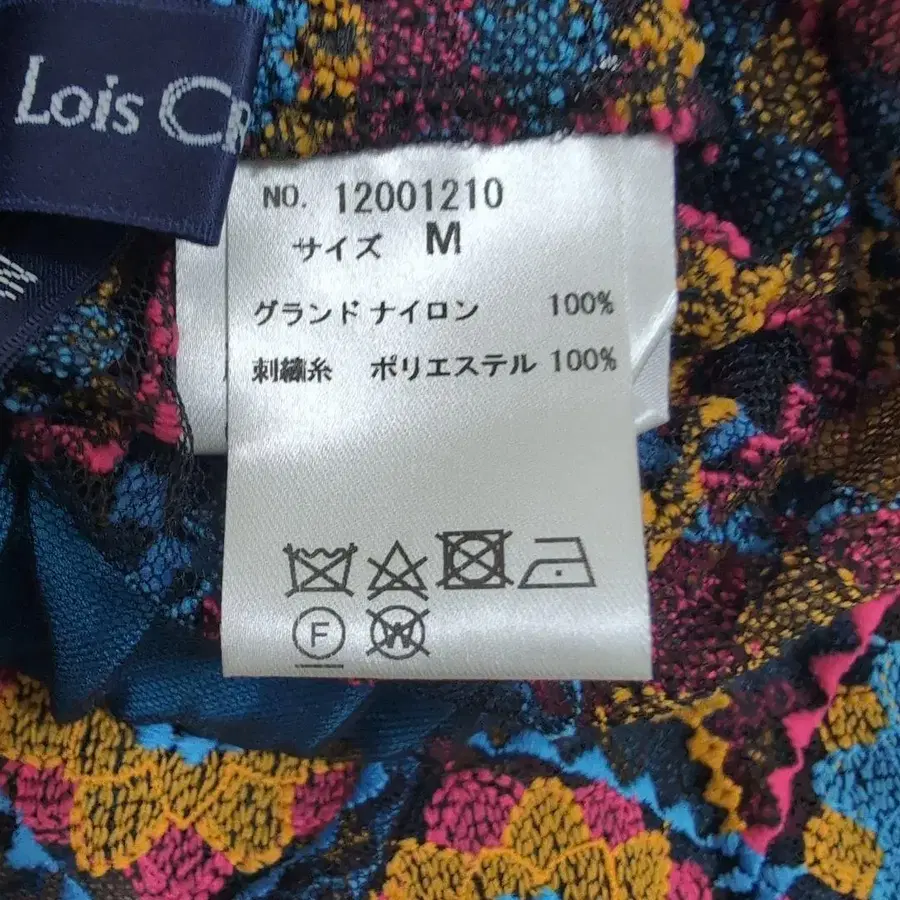 Lois CR
NO. 12001210
サイズ M
グランド ナイロン 100%
刺繍糸 ポリエステル 100%
F
W